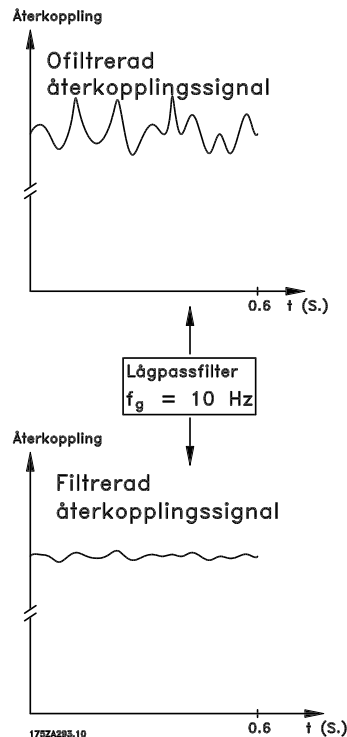 Återkoppling
Ofiltrerad
återkopplingssignal
0.6 t (S.)
Lågpassfilter
fg = 10 Hz
Återkoppling
Filtrerad
återkopplingssignal
0.6 t (S.)
175ZA293.10